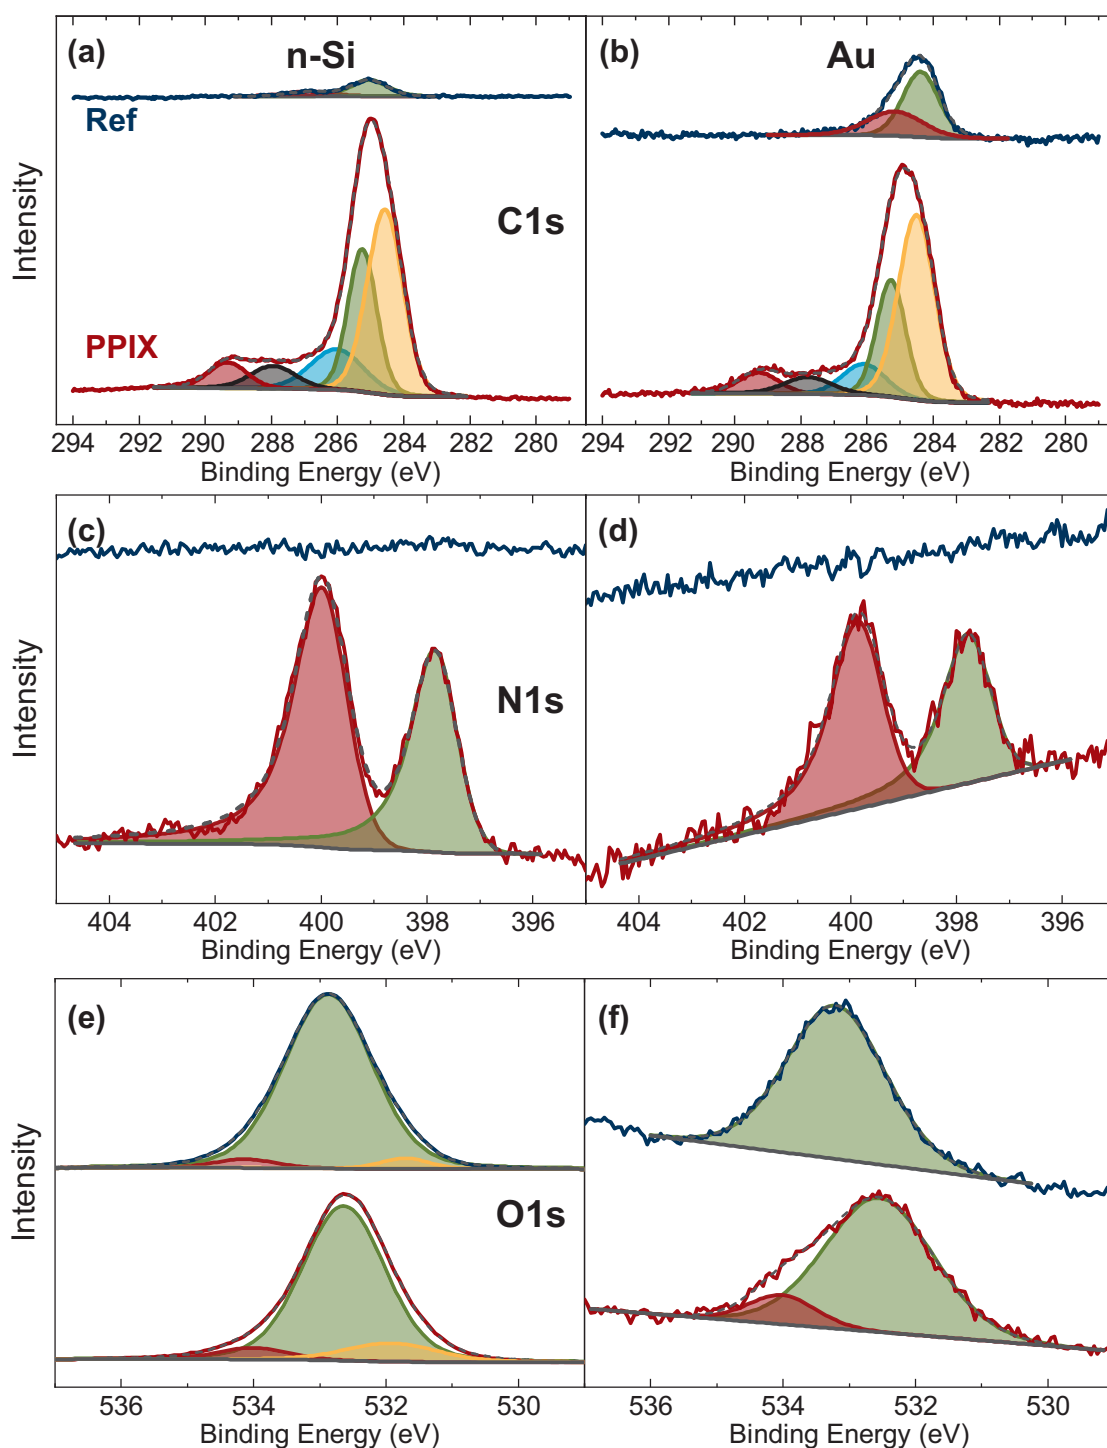 (a) n-Si
Ref
PPIX
C1s
Intensity
294 292 290 288 286 284 282 280
Binding Energy (eV)
(b) Au
294 292 290 288 286 284 282 280
Binding Energy (eV)
(c)
N1s
Intensity
404 402 400 398 396
Binding Energy (eV)
(d)
404 402 400 398 396
Binding Energy (eV)
(e)
O1s
Intensity
536 534 532 530
Binding Energy (eV)
(f)
536 534 532 530
Binding Energy (eV)